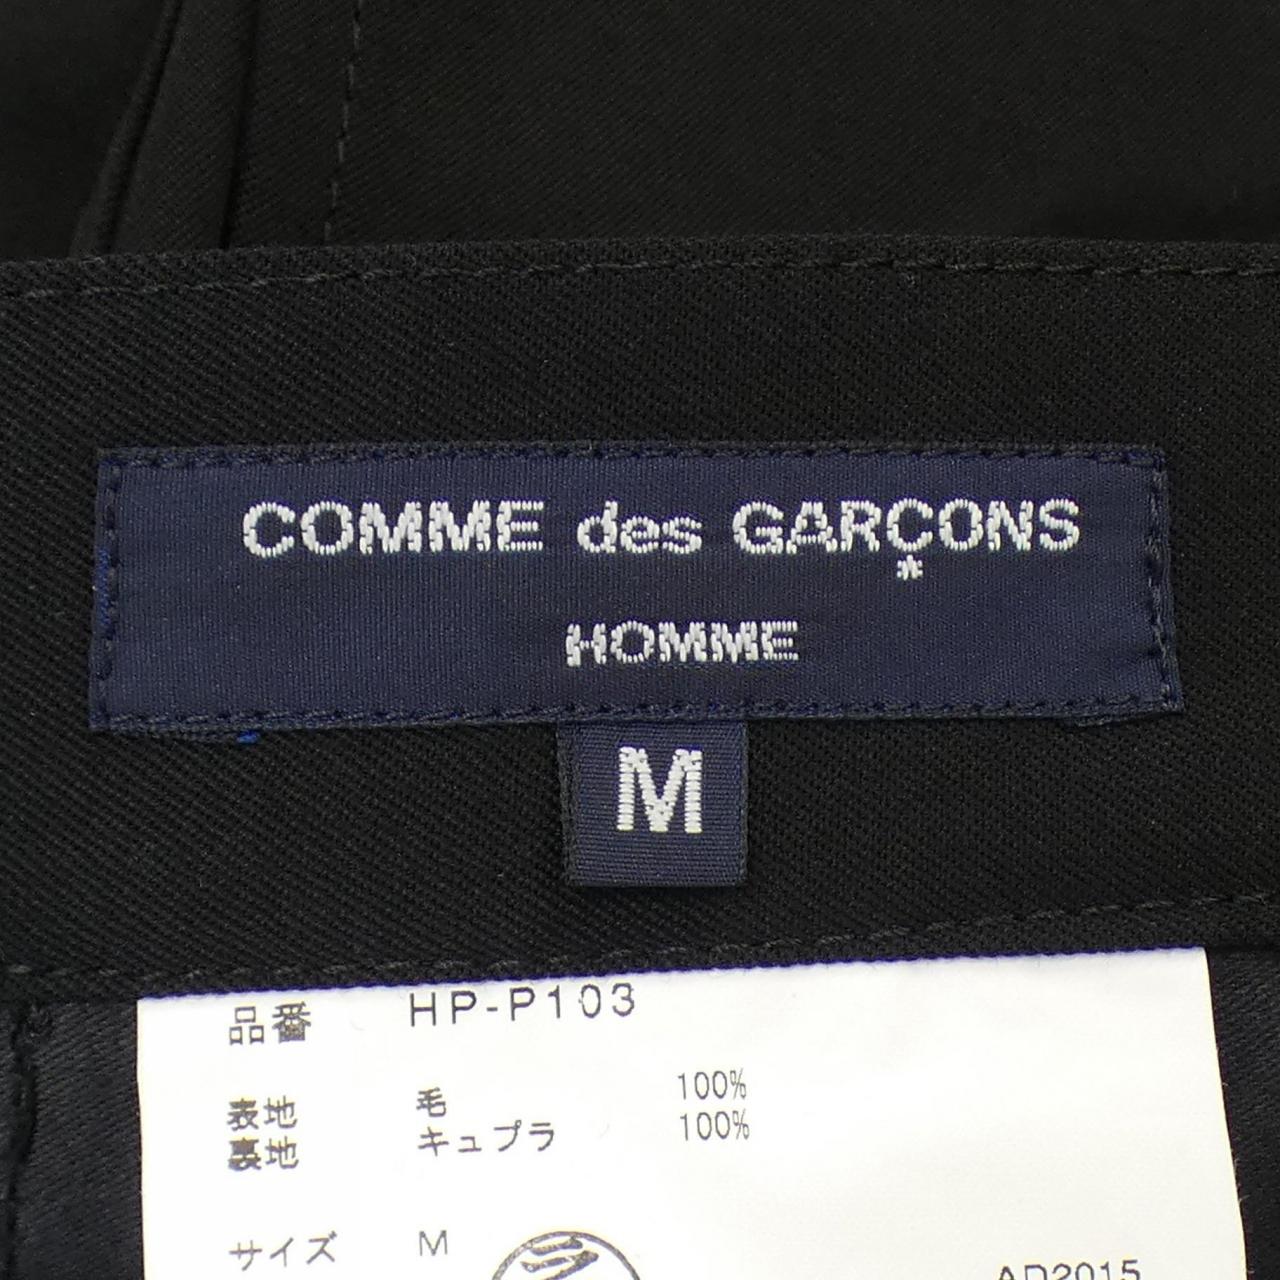 COMME des GARÇONS
HOMME
M
品番 HP-P103
表地 毛 100%
裏地 キュプラ 100%
サイズ M
AD2015